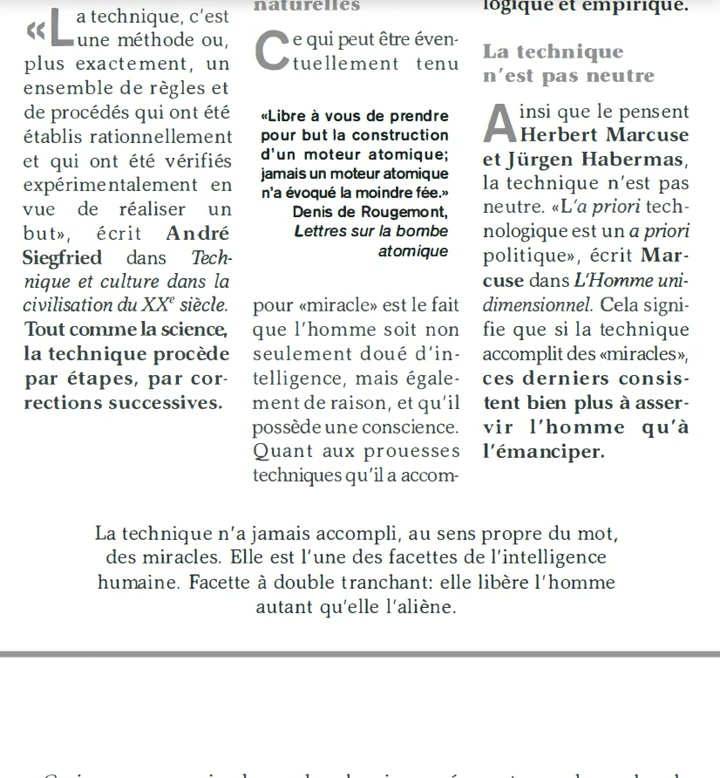 «La technique, c'est
une méthode ou,
plus exactement, un
ensemble de règles et
de procédés qui ont été
établis rationnellement
et qui ont été vérifiés
expérimentalement en
vue de réaliser un
but», écrit André
Siegfried dans Tech-
nique et culture dans la
civilisation du XXe siècle.
Tout comme la science,
la technique procède
par étapes, par cor-
rections successives.
naturelles
Ce qui peut être éven-
tuellement tenu
«Libre à vous de prendre
pour but la construction
d'un moteur atomique;
jamais un moteur atomique
n'a évoqué la moindre fée.»
Denis de Rougemont,
Lettres sur la bombe
atomique
pour «miracle» est le fait
que l'homme soit non
seulement doué d'in-
telligence, mais égale-
ment de raison, et qu'il
possède une conscience.
Quant aux prouesses
techniques qu'il a accom-
logique et empirique.
La technique
n'est pas neutre
Ainsi que le pensent
Herbert Marcuse
et Jürgen Habermas,
la technique n'est pas
neutre. «L'a priori tech-
nologique est un a priori
politique», écrit Mar-
cuse dans L'Homme uni-
dimensionnel. Cela signi-
fie que si la technique
accomplit des «miracles»,
ces derniers consis-
tent bien plus à asser-
vir l'homme qu'à
l'émanciper.
La technique n'a jamais accompli, au sens propre du mot,
des miracles. Elle est l'une des facettes de l'intelligence
humaine. Facette à double tranchant: elle libère l'homme
autant qu'elle l'aliène.